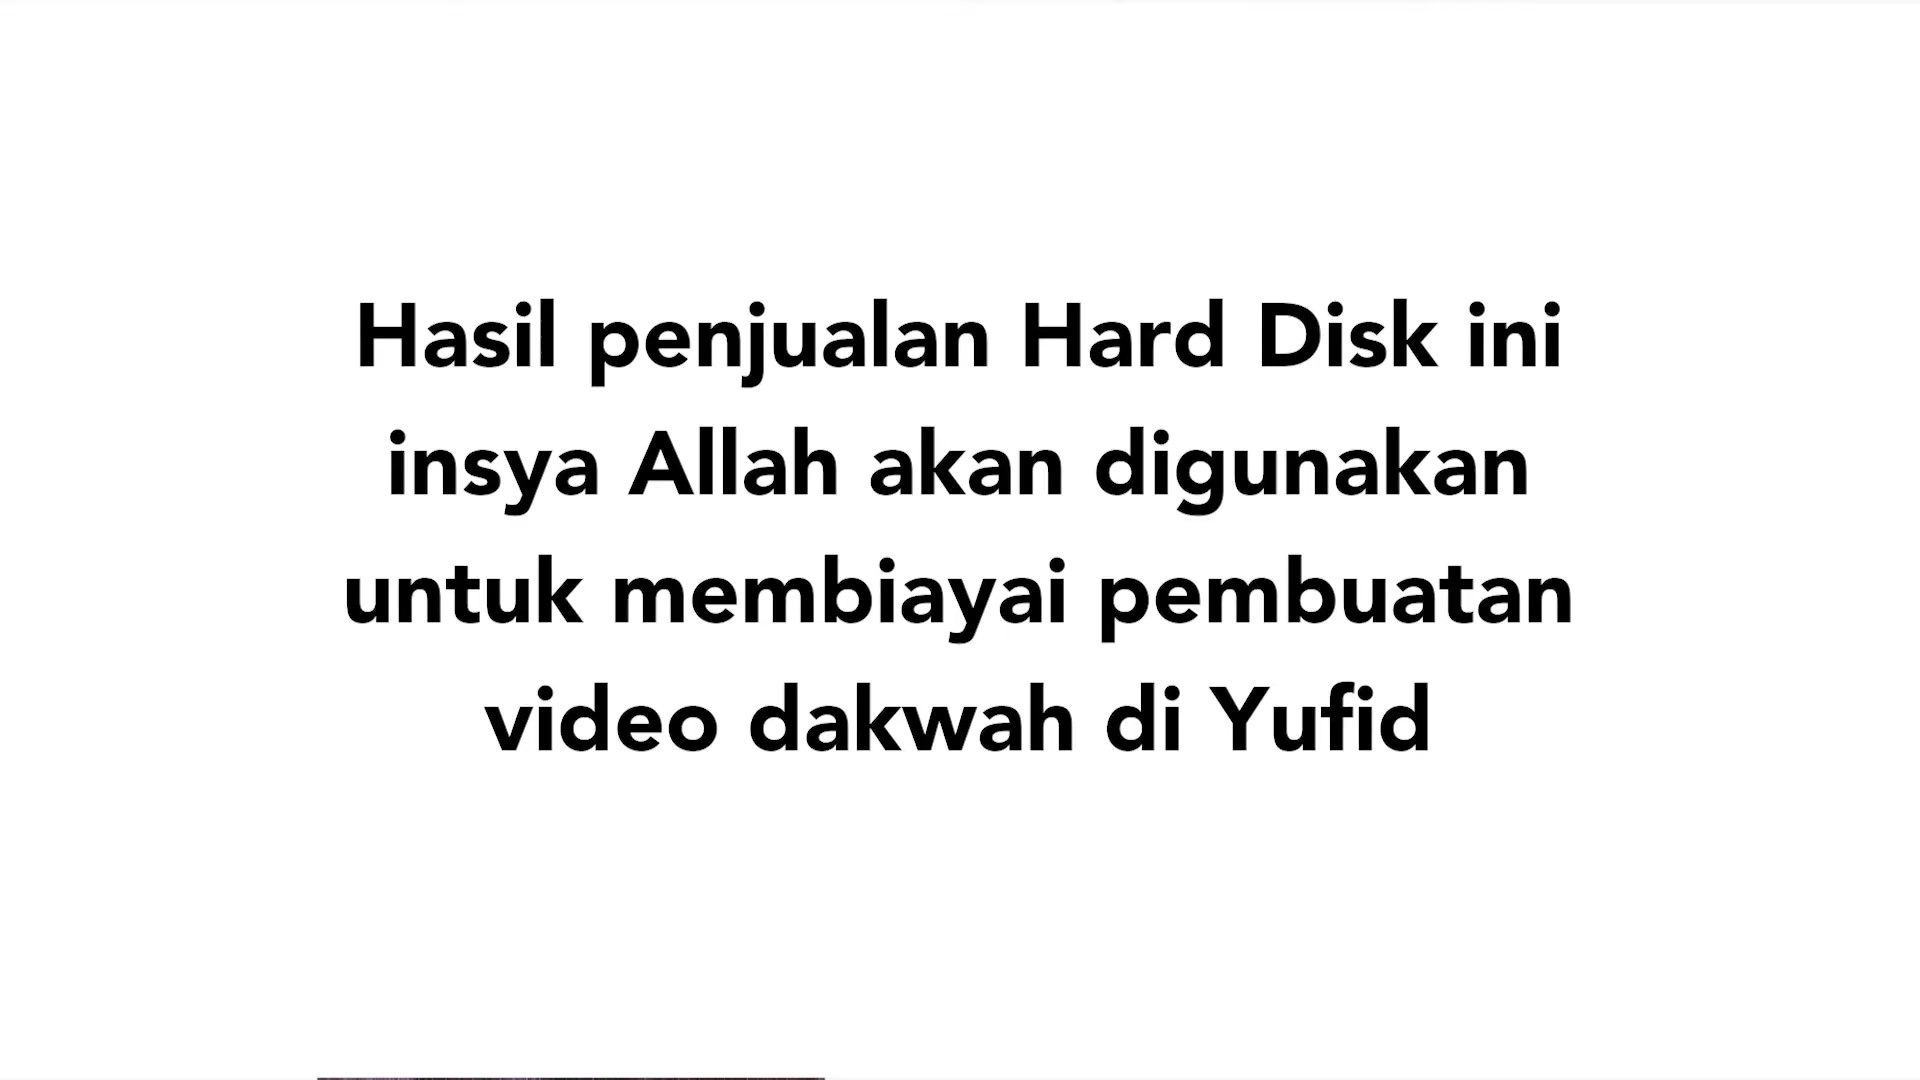 Hasil penjualan Hard Disk ini
insya Allah akan digunakan
untuk membiayai pembuatan
video dakwah di Yufid